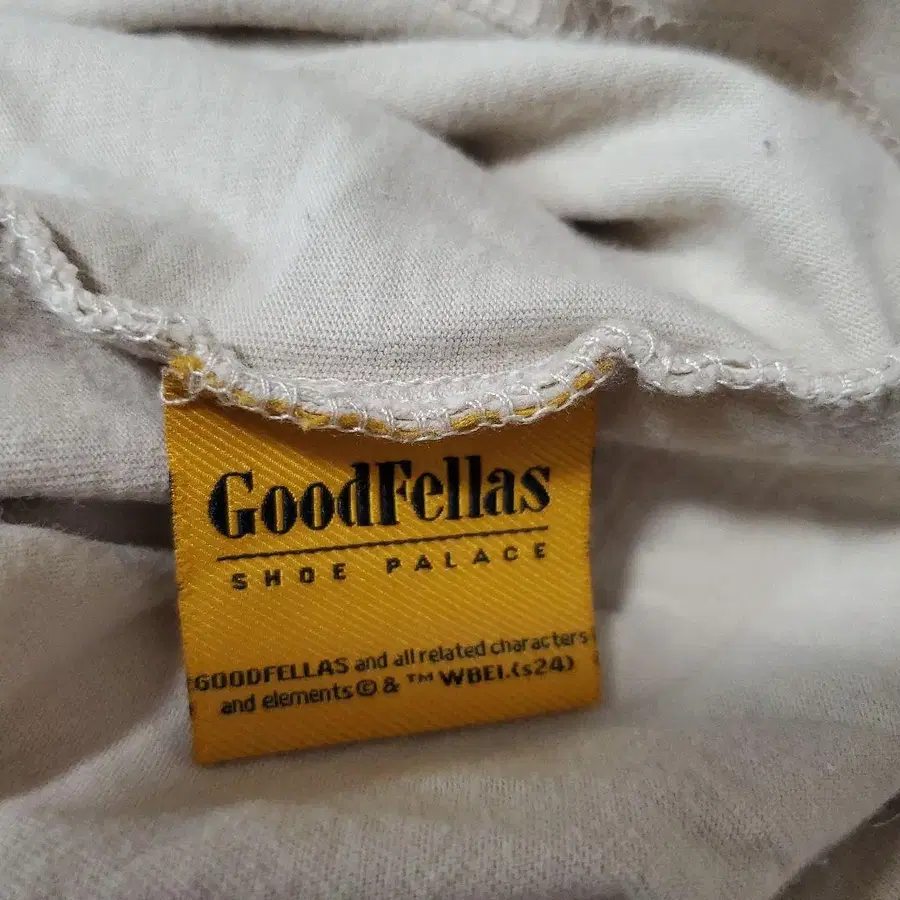 GoodFellas
SHOE PALACE
GOODFELLAS and all related characters
and elements © & ™ WBEI.(s24)